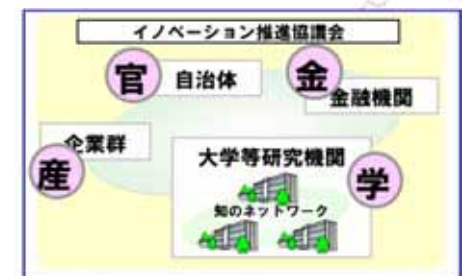 イノベーション推進協議会
官
自治体
金
金融機関
企業群
産
大学等研究機関
学
知のネットワーク